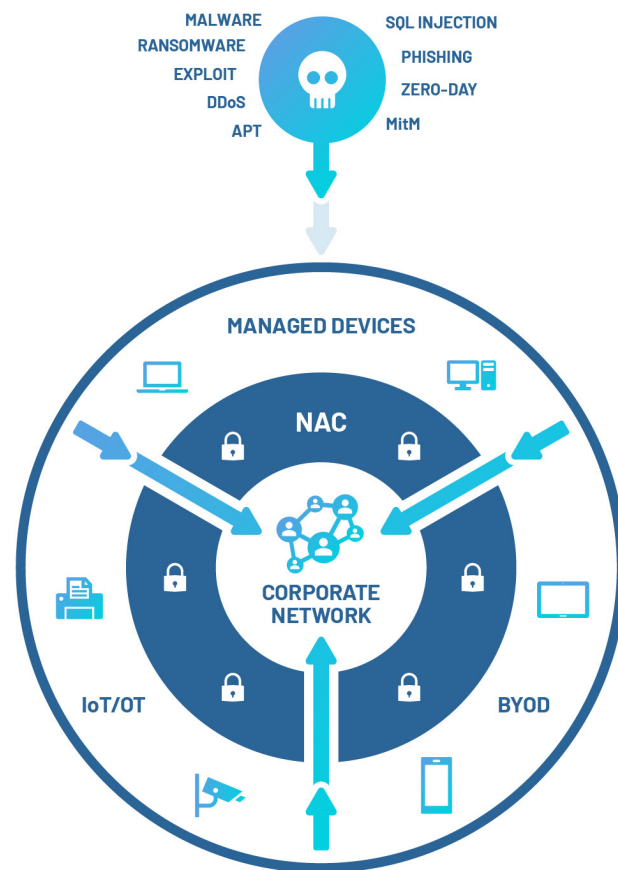 MALWARE
RANSOMWARE
EXPLOIT
DDoS
APT
SQL INJECTION
PHISHING
ZERO-DAY
MitM
MANAGED DEVICES
NAC
CORPORATE
NETWORK
IoT/OT
BYOD